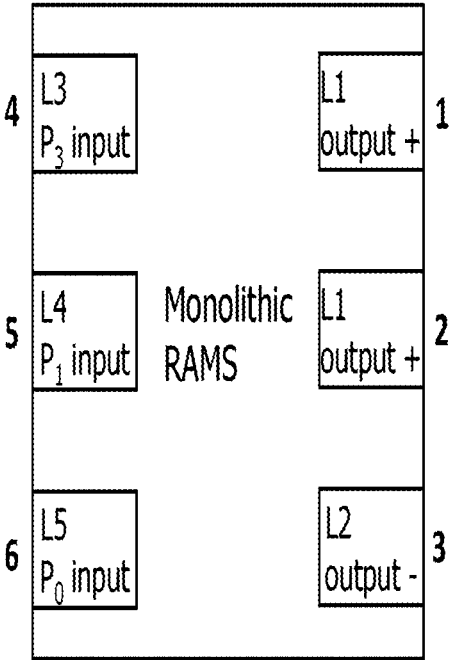 4
L3
P₃ input
L1
output +
1
5
L4
P₁ input
Monolithic
RAMS
L1
output +
2
6
L5
P₀ input
L2
output -
3